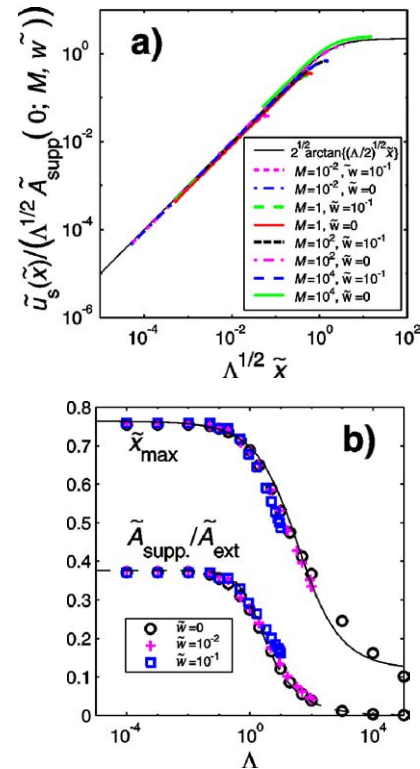 a)
ũ_s(x̃)/(Λ^{1/2} Ã_supp(0; M, w̃)
10^0
10^-2
10^-4
10^-6
2^{1/2}arctan{(Λ/2)^{1/2}x̃}
M=10^-2, w̃=10^-1
M=10^-2, w̃=0
M=1, w̃=10^-1
M=1, w̃=0
M=10^2, w̃=10^-1
M=10^2, w̃=0
M=10^4, w̃=10^-1
M=10^4, w̃=0
10^-4 10^-2 10^0 10^2
Λ^{1/2} x̃
b)
0.8
0.7
0.6
0.5
0.4
0.3
0.2
0.1
0
x̃_max
Ã_supp./Ã_ext
w̃=0
w̃=10^-2
w̃=10^-1
10^-4 10^-2 10^0 10^2 10^4
Λ